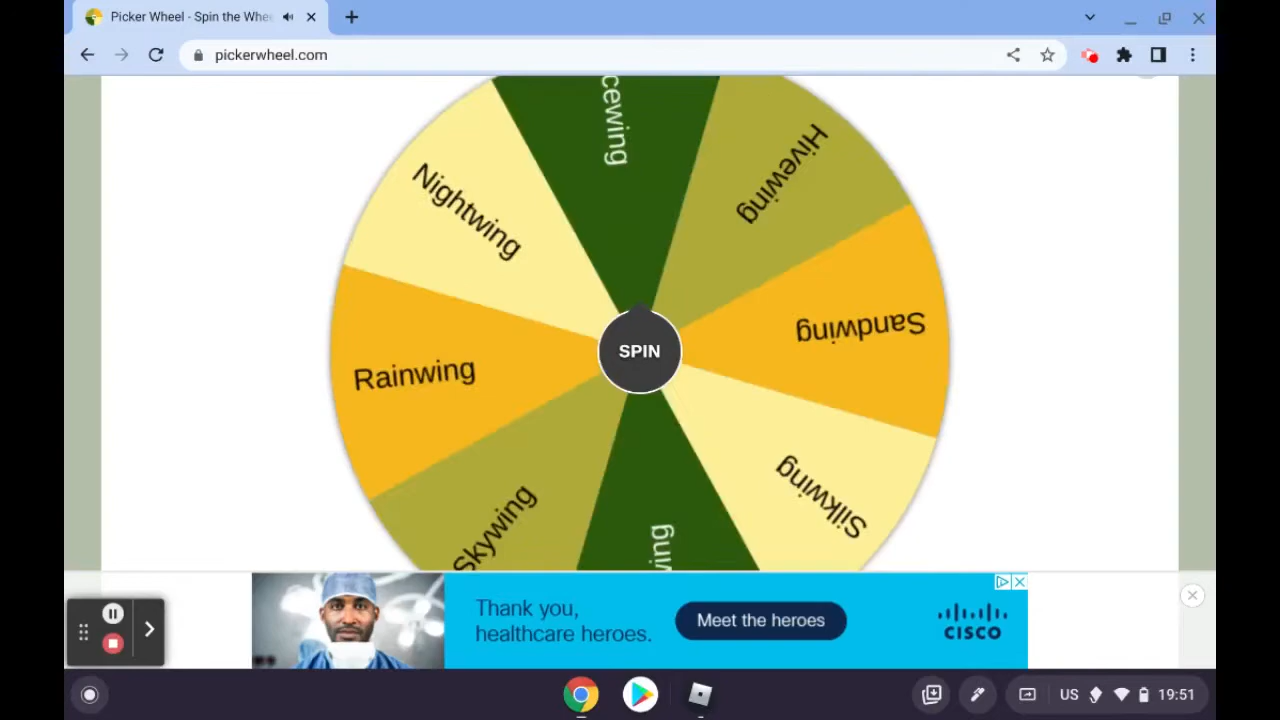 Picker Wheel - Spin the Whe
pickerwheel.com
cewing
Hivewing
Nightwing
Sandwing
SPIN
Rainwing
Silkwing
Skywing
wing
Thank you,
healthcare heroes.
Meet the heroes
CISCO
US
19:51